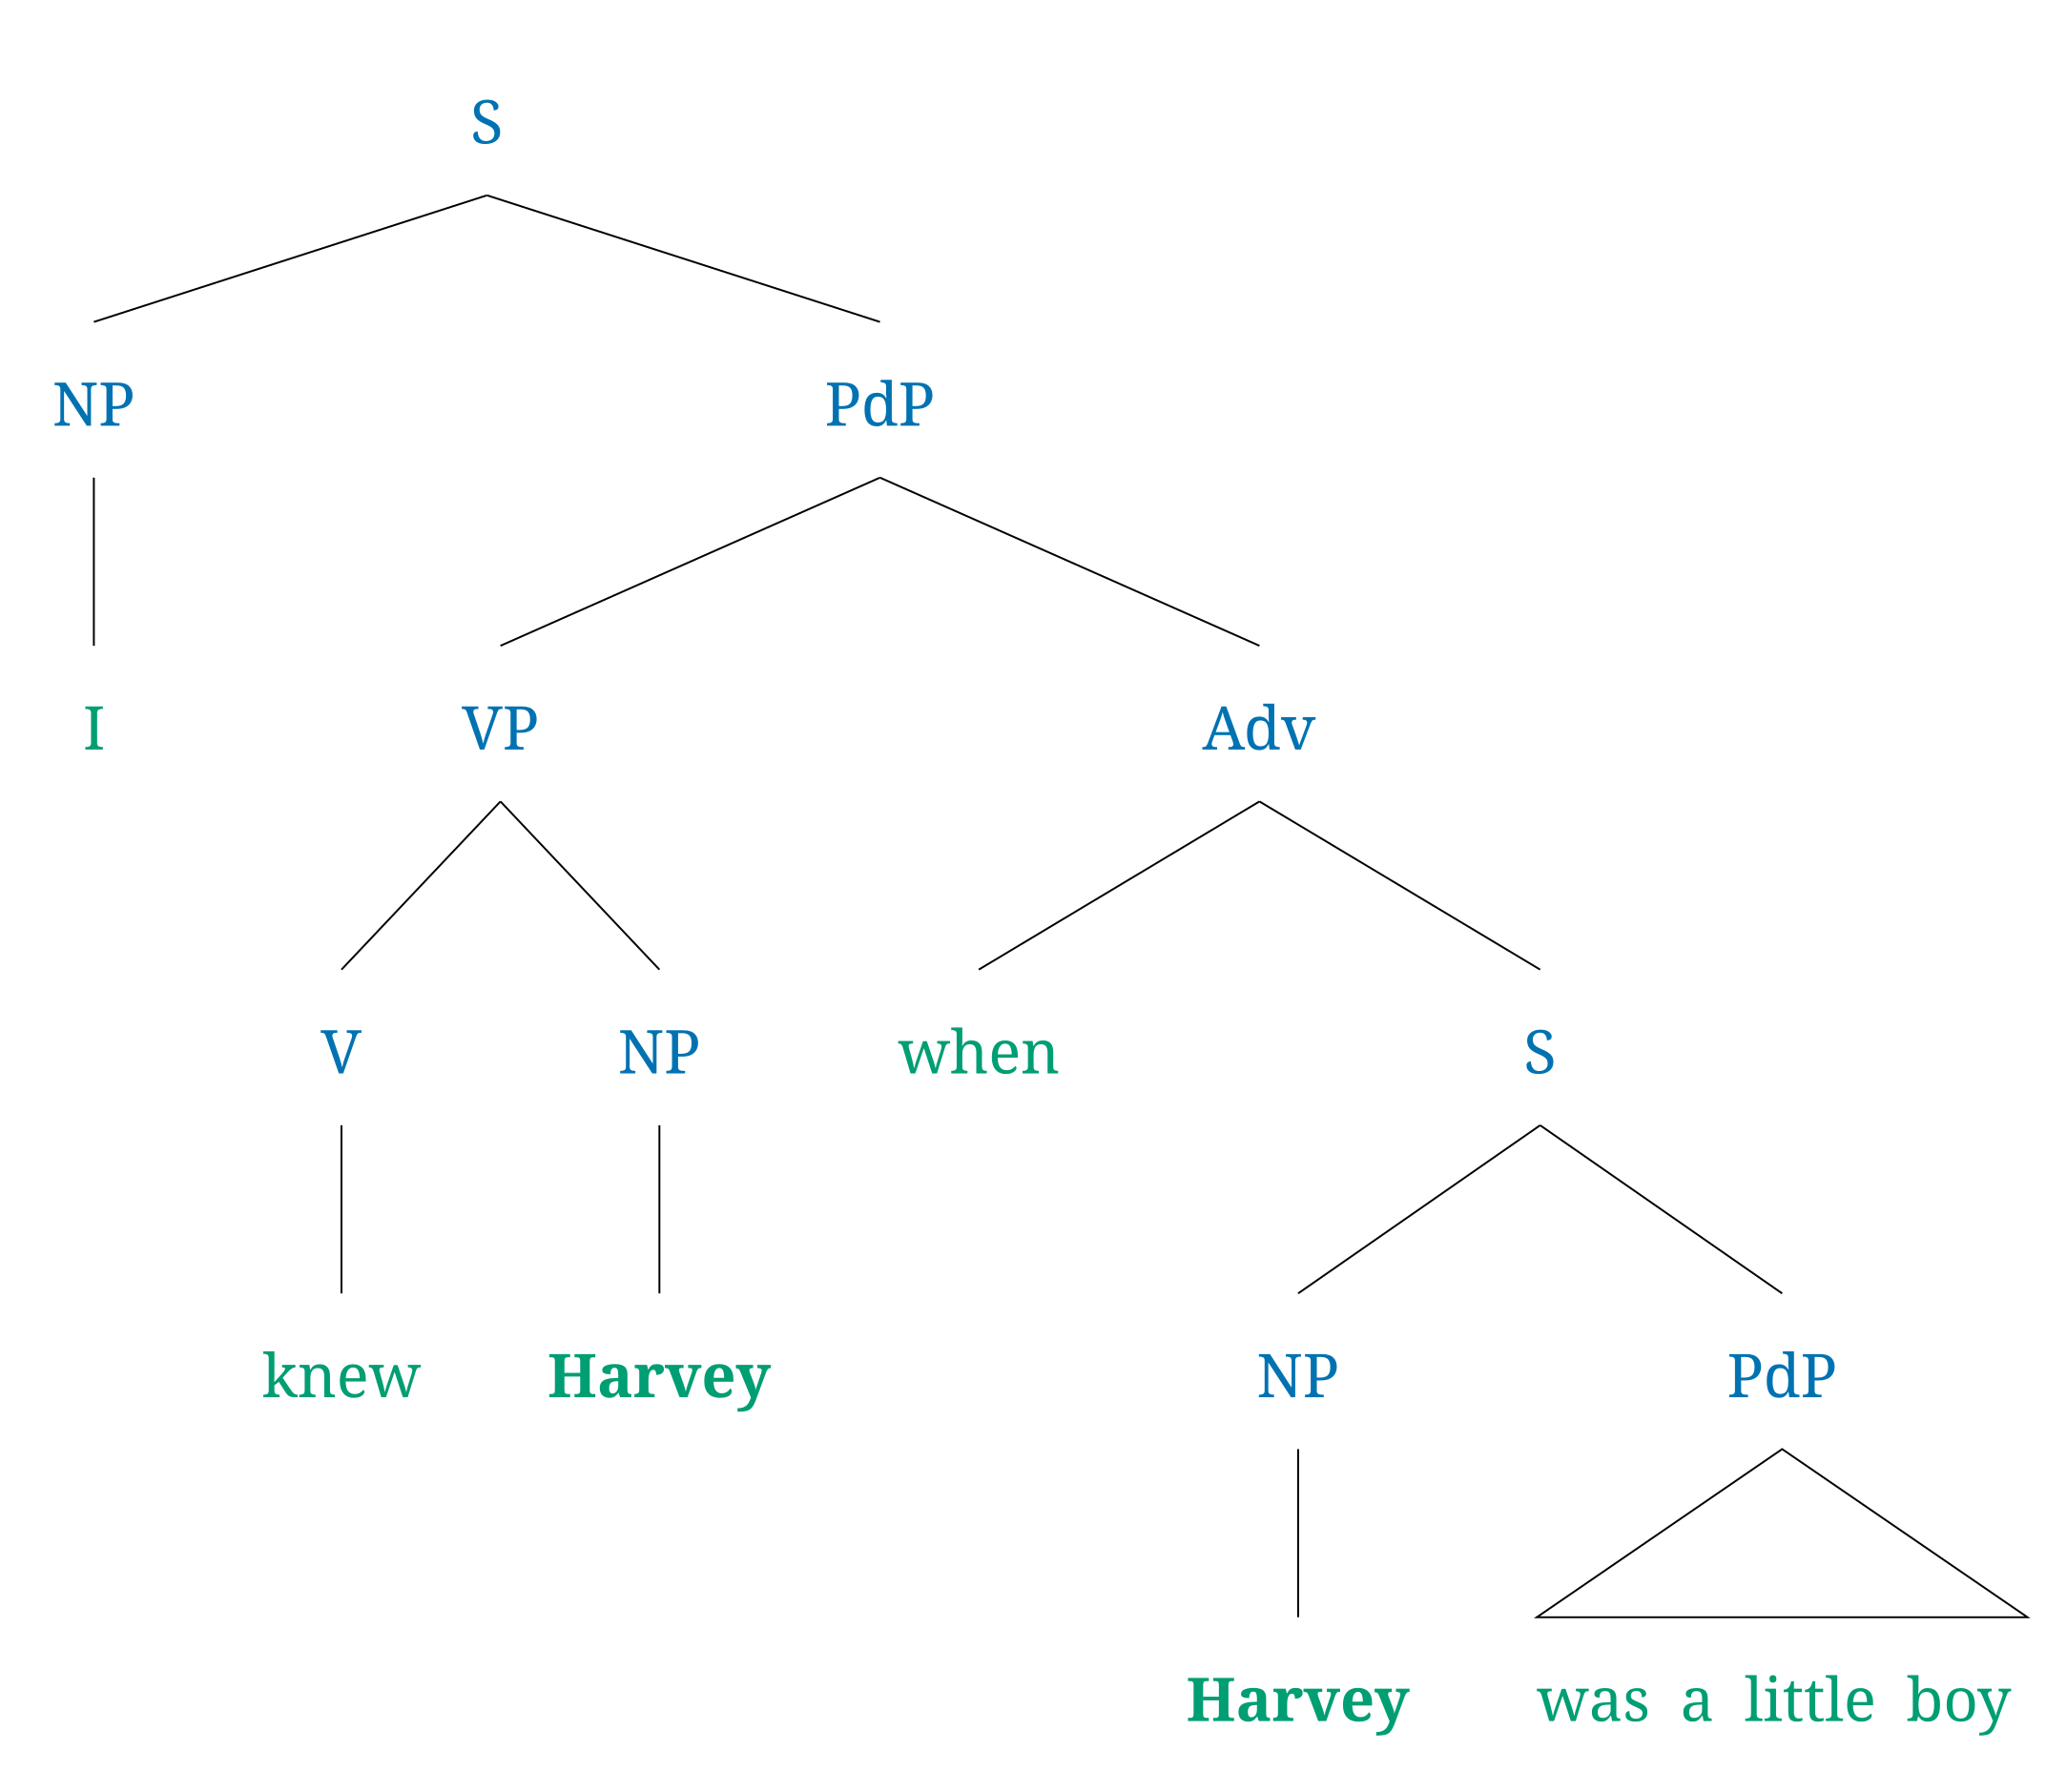 S
NP PdP
I VP Adv
V NP when S
knew Harvey NP PdP
Harvey was a little boy